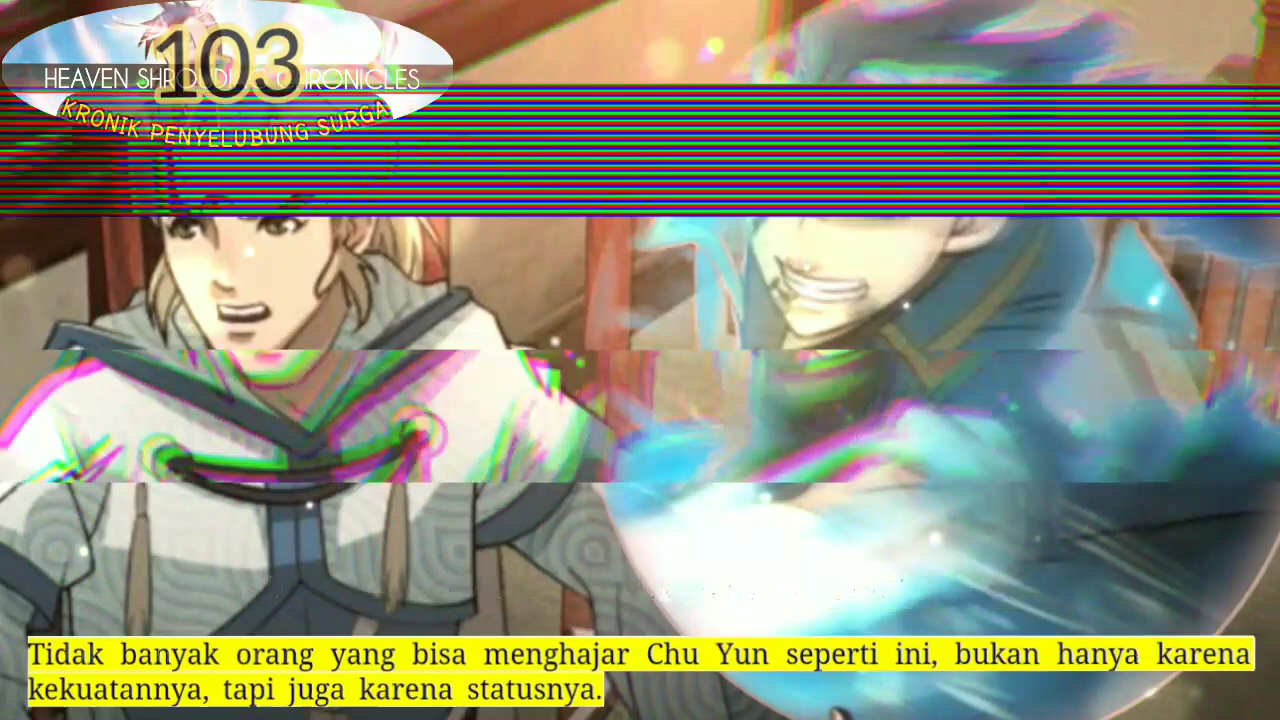 103
HEAVEN SHROUDING CHRONICLES
KRONIK PENYELUBUNG SURGA
Tidak banyak orang yang bisa menghajar Chu Yun seperti ini, bukan hanya karena
kekuatannya, tapi juga karena statusnya.